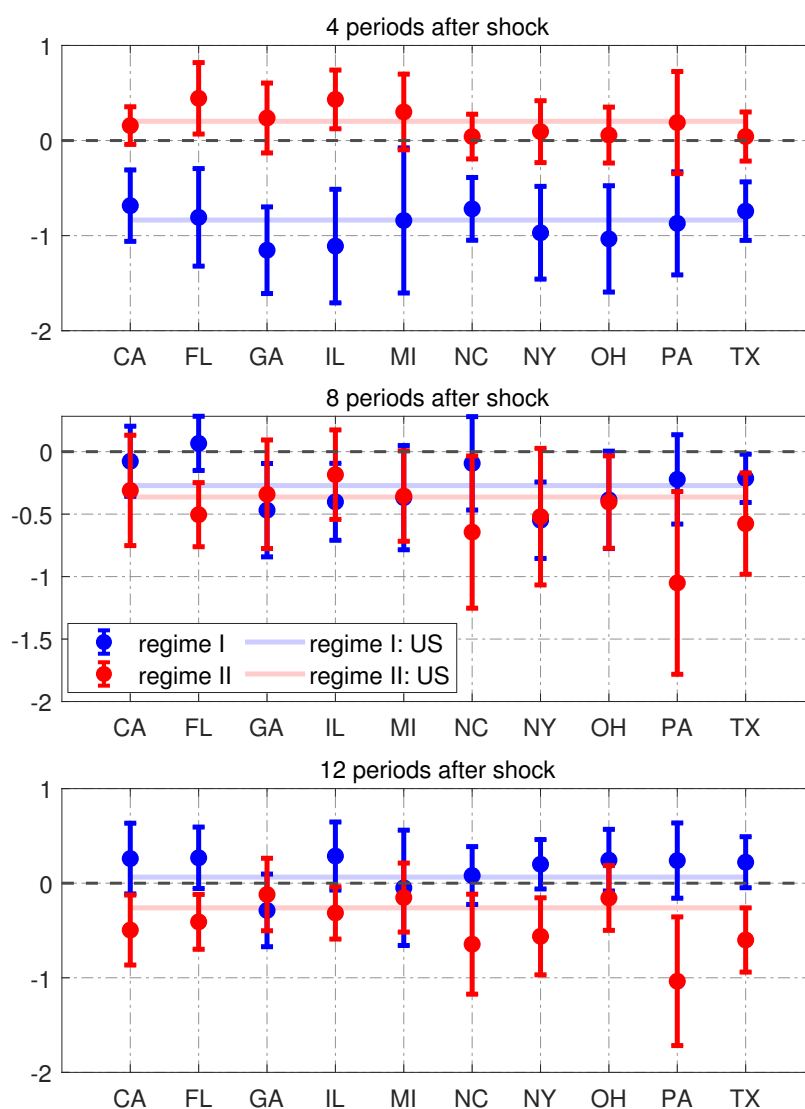 4 periods after shock
1
0
-1
-2
CA FL GA IL MI NC NY OH PA TX
8 periods after shock
0
-0.5
-1
-1.5
-2
regime I regime I: US
regime II regime II: US
CA FL GA IL MI NC NY OH PA TX
12 periods after shock
1
0
-1
-2
CA FL GA IL MI NC NY OH PA TX